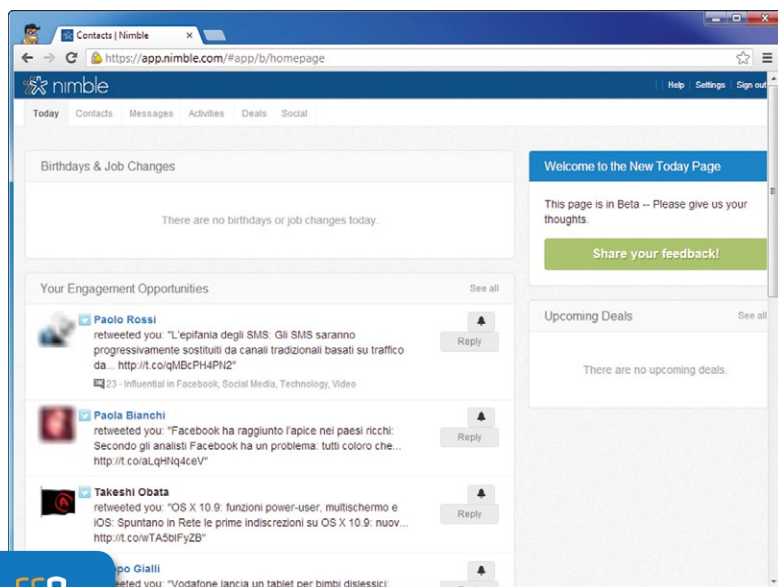 Contacts | Nimble
https://app.nimble.com/#app/b/homepage
nimble
Help | Settings | Sign out
Today Contacts Messages Activities Deals Social
Birthdays & Job Changes
There are no birthdays or job changes today.
Welcome to the New Today Page
This page is in Beta -- Please give us your
thoughts.
Share your feedback!
Your Engagement Opportunities See all
Paolo Rossi
retweeted you: "L'epifania degli SMS: Gli SMS saranno
progressivamente sostituiti da canali tradizionali basati su traffico
da... http://t.co/qMBcPH4PN2"
23 - Influential in Facebook, Social Media, Technology, Video
Reply
Upcoming Deals See all
There are no upcoming deals.
Paola Bianchi
retweeted you: "Facebook ha raggiunto l'apice nei paesi ricchi:
Secondo gli analisti Facebook ha un problema: tutti coloro che...
http://t.co/aLqHNq4ceV"
Reply
Takeshi Obata
retweeted you: "OS X 10.9: funzioni power-user, multischermo e
iOS: Spuntano in Rete le prime indiscrezioni su OS X 10.9: nuov...
http://t.co/wTA5blFyZB"
Reply
Gialli
you: "Vodafone lancia un tablet per bimbi dislessici: